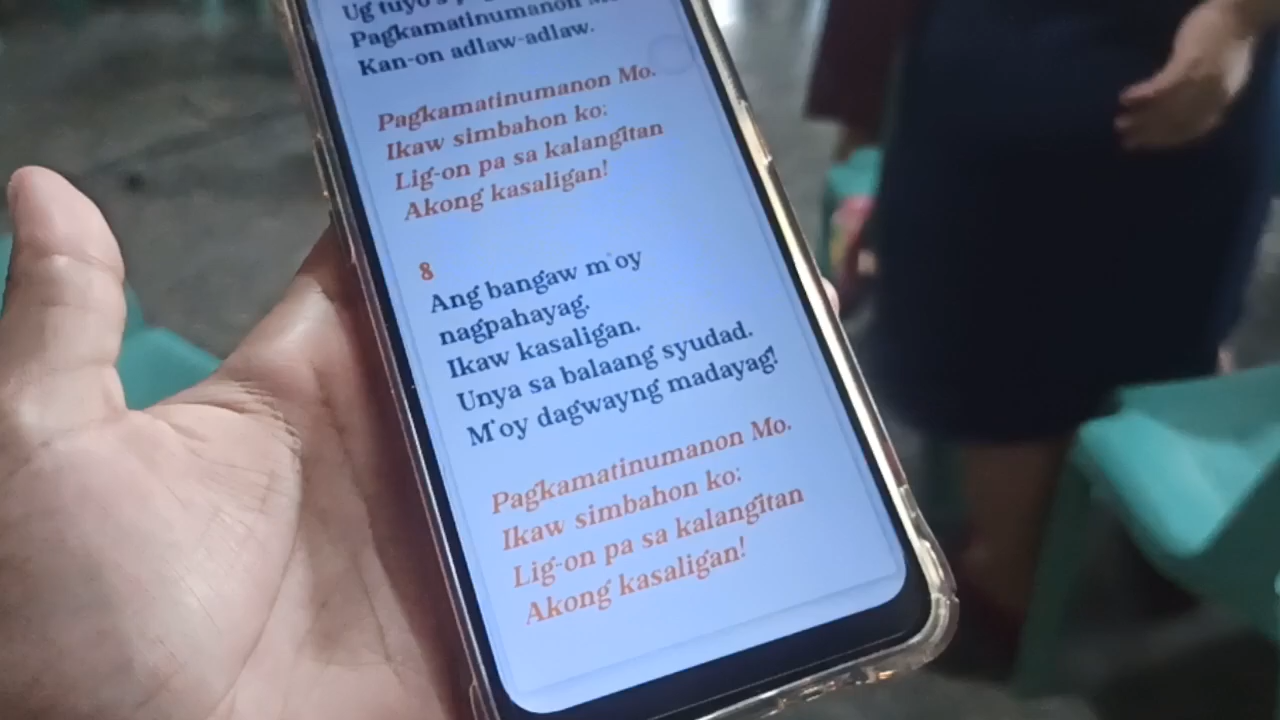 Ug tuyo's
Pagkamatinumanon
Kan-on adlaw-adlaw.
Pagkamatinumanon Mo.
Ikaw simbahon ko:
Lig-on pa sa kalangitan
Akong kasaligan!
8
Ang bangaw m'oy
nagpahayag.
Ikaw kasaligan.
Unya sa balaang syudad.
M'oy dagwayng madayag!
Pagkamatinumanon Mo.
Ikaw simbahon ko:
Lig-on pa sa kalangitan
Akong kasaligan!